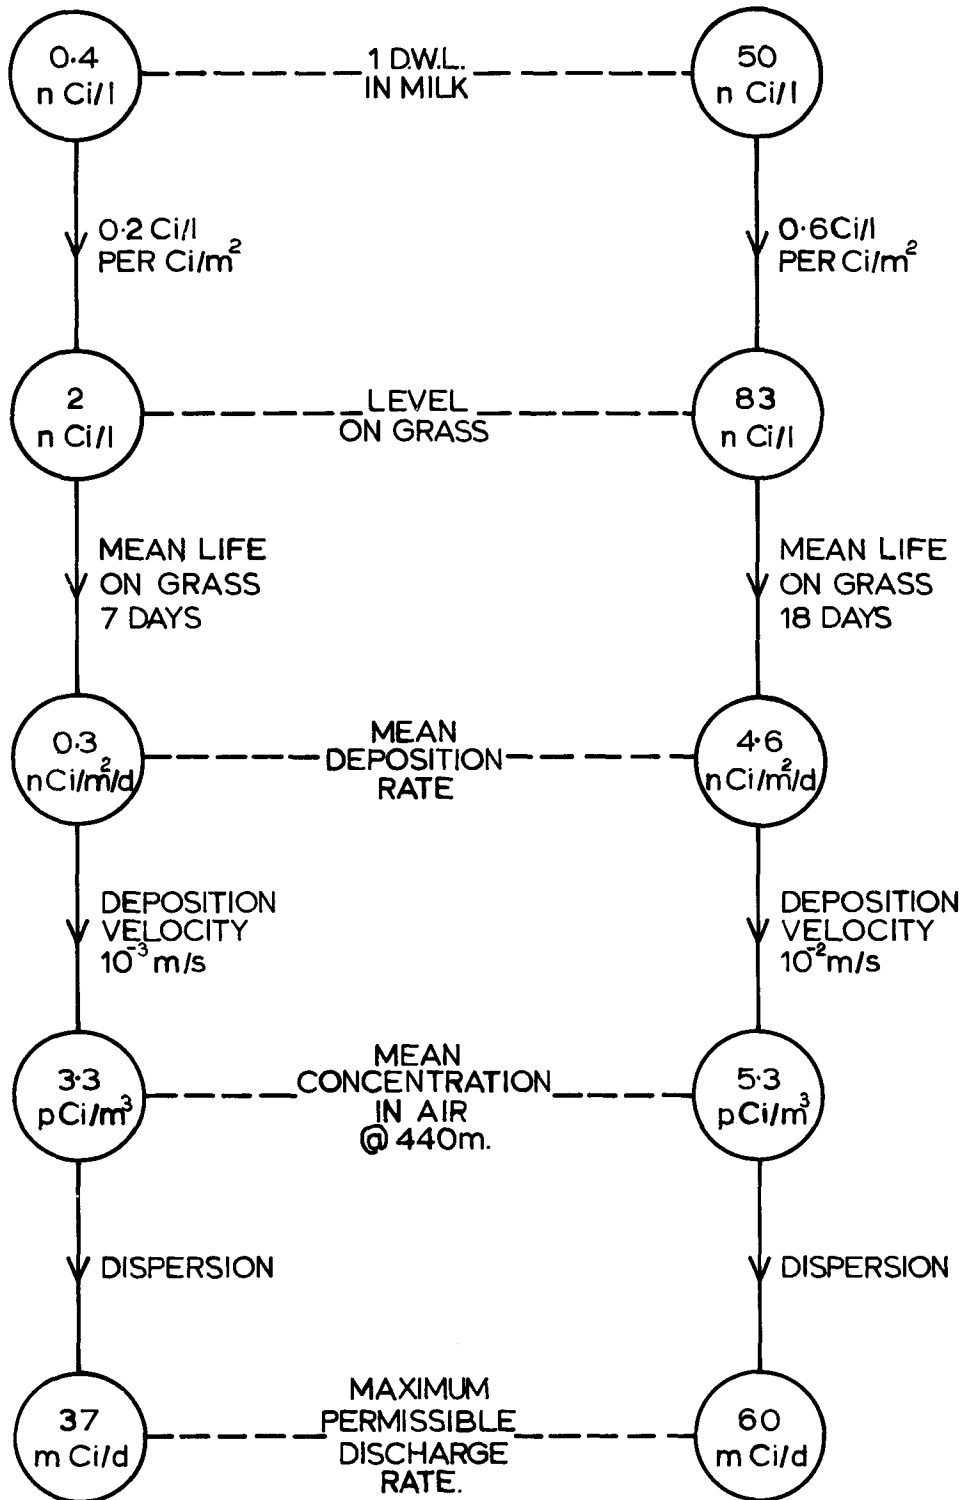 0·4
n Ci/l
1 D.W.L.
IN MILK
50
n Ci/l
0·2 Ci/l
PER Ci/m²
0·6Ci/l
PER Ci/m²
2
n Ci/l
LEVEL
ON GRASS
83
n Ci/l
MEAN LIFE
ON GRASS
7 DAYS
MEAN LIFE
ON GRASS
18 DAYS
0·3
nCi/m²/d
MEAN
DEPOSITION
RATE
4·6
nCi/m²/d
DEPOSITION
VELOCITY
10⁻³ m/s
DEPOSITION
VELOCITY
10⁻² m/s
3·3
pCi/m³
MEAN
CONCENTRATION
IN AIR
@ 440m.
5·3
pCi/m³
DISPERSION
DISPERSION
37
m Ci/d
MAXIMUM
PERMISSIBLE
DISCHARGE
RATE.
60
m Ci/d